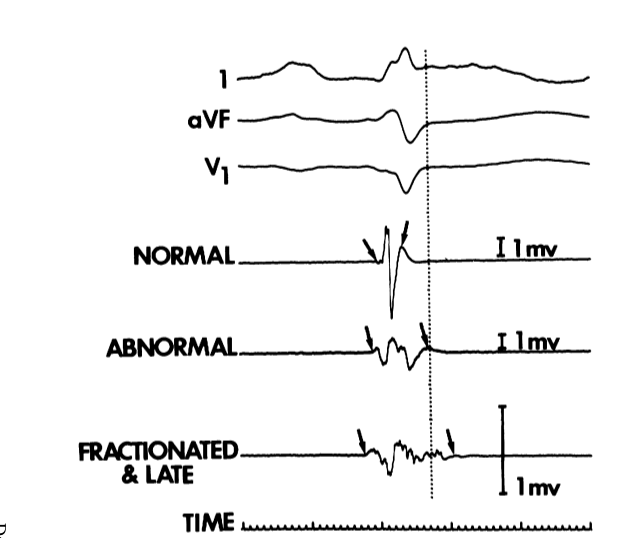 1
aVF
V1
NORMAL
1mv
ABNORMAL
1mv
FRACTIONATED
& LATE
1mv
TIME